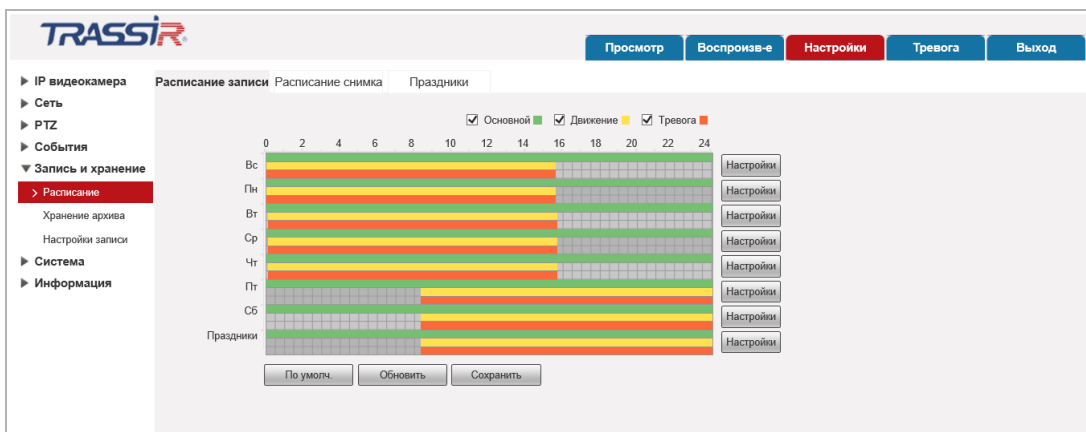 TRASSIR
Просмотр Воспроизв-е Настройки Тревога Выход
IP видеокамера
Сеть
PTZ
События
Запись и хранение
Расписание
Хранение архива
Настройки записи
Система
Информация
Расписание записи Расписание снимка Праздники
Основной Движение Тревога
0 2 4 6 8 10 12 14 16 18 20 22 24
Вс Настройки
Пн Настройки
Вт Настройки
Ср Настройки
Чт Настройки
Пт Настройки
Сб Настройки
Праздники Настройки
По умолч. Обновить Сохранить